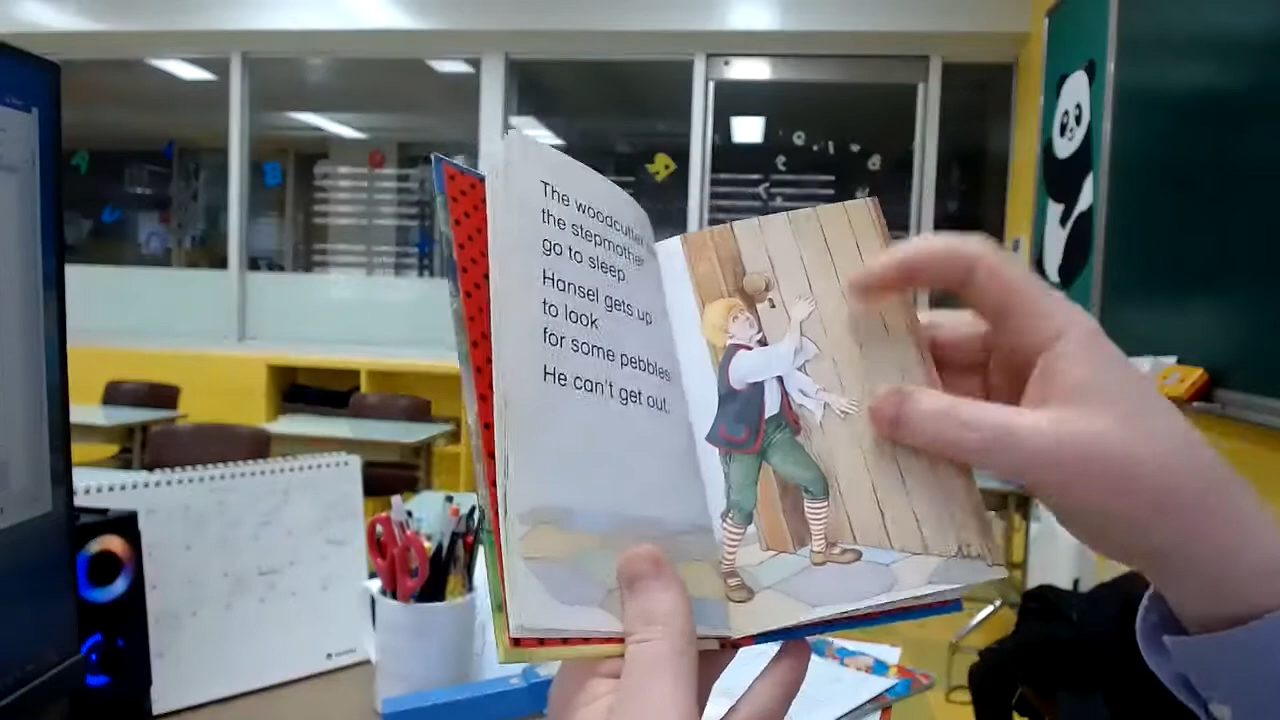 The woodcutter
the stepmother
go to sleep.
Hansel gets up
to look
for some pebbles.
He can't get out.